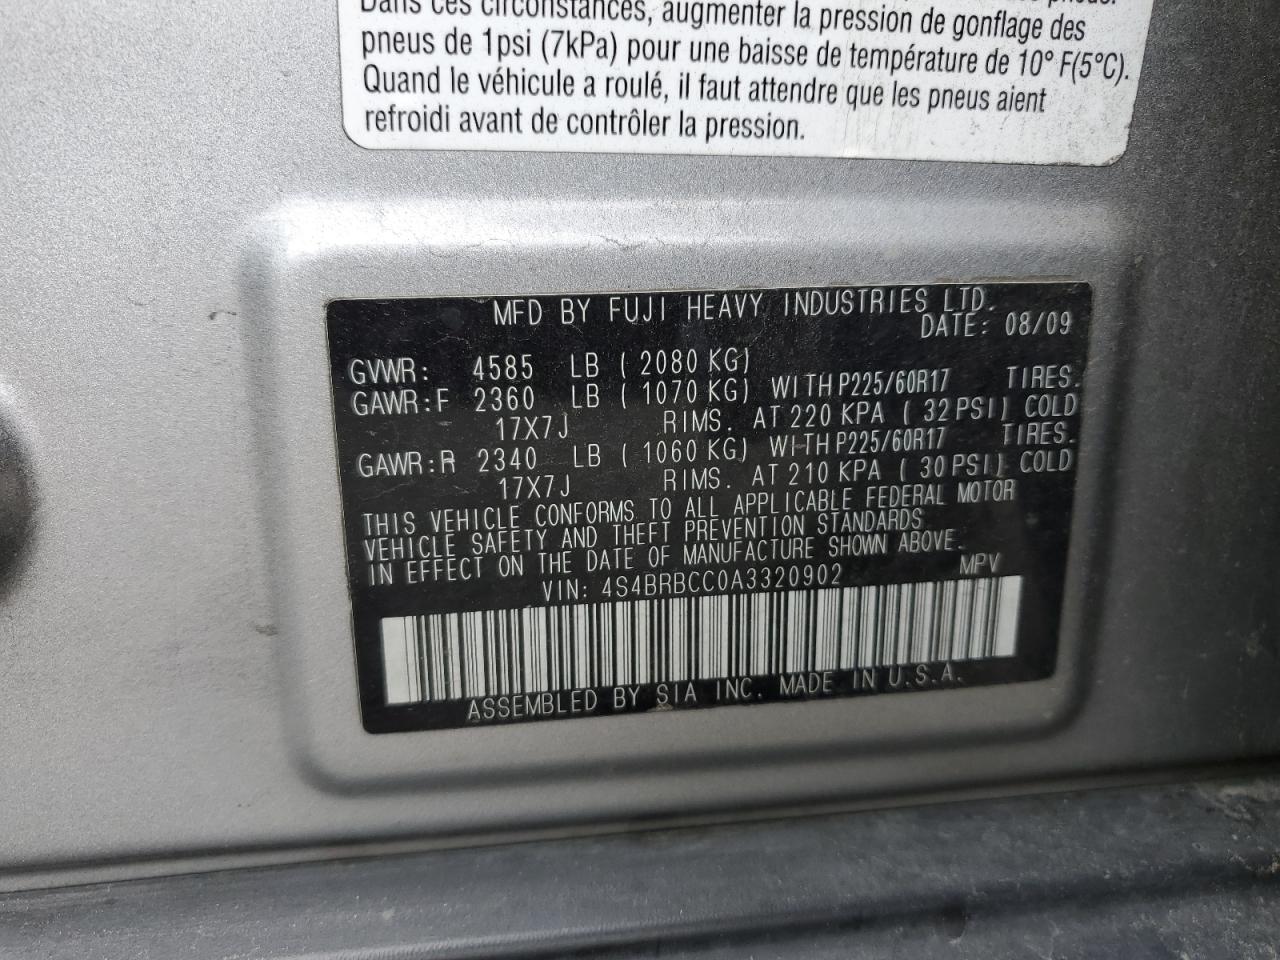 Dans ces circonstances, augmenter la pression de gonflage des
pneus de 1psi (7kPa) pour une baisse de température de 10° F(5°C).
Quand le véhicule a roulé, il faut attendre que les pneus aient
refroidi avant de contrôler la pression.
MFD BY FUJI HEAVY INDUSTRIES LTD.
DATE: 08/09
GVWR: 4585 LB ( 2080 KG)
GAWR:F 2360 LB ( 1070 KG) WITH P225/60R17 TIRES.
17X7J RIMS. AT 220 KPA ( 32 PSI) COLD
GAWR:R 2340 LB ( 1060 KG) WITH P225/60R17 TIRES.
17X7J RIMS. AT 210 KPA ( 30 PSI) COLD
THIS VEHICLE CONFORMS TO ALL APPLICABLE FEDERAL MOTOR
VEHICLE SAFETY AND THEFT PREVENTION STANDARDS
IN EFFECT ON THE DATE OF MANUFACTURE SHOWN ABOVE.
VIN: 4S4BRBCC0A3320902 MPV
ASSEMBLED BY SIA INC. MADE IN U.S.A.